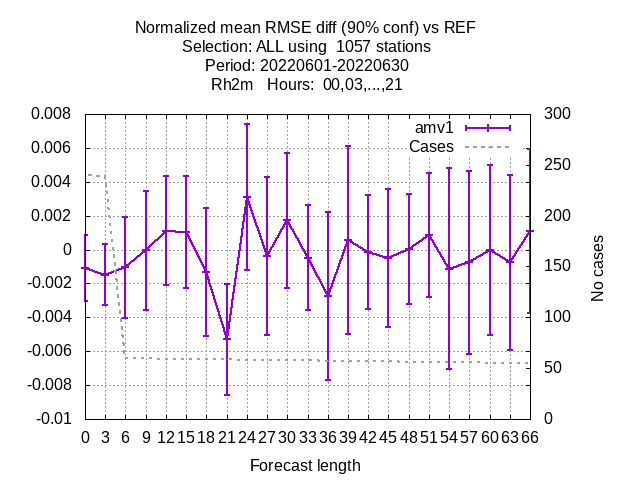 Normalized mean RMSE diff (90% conf) vs REF
Selection: ALL using  1057 stations
Period: 20220601-20220630
Rh2m   Hours:  00,03,...,21
amv1
Cases
0.008
0.006
0.004
0.002
0
-0.002
-0.004
-0.006
-0.008
-0.01
300
250
200
150
100
50
0
No cases
0 3 6 9 12 15 18 21 24 27 30 33 36 39 42 45 48 51 54 57 60 63 66
Forecast length